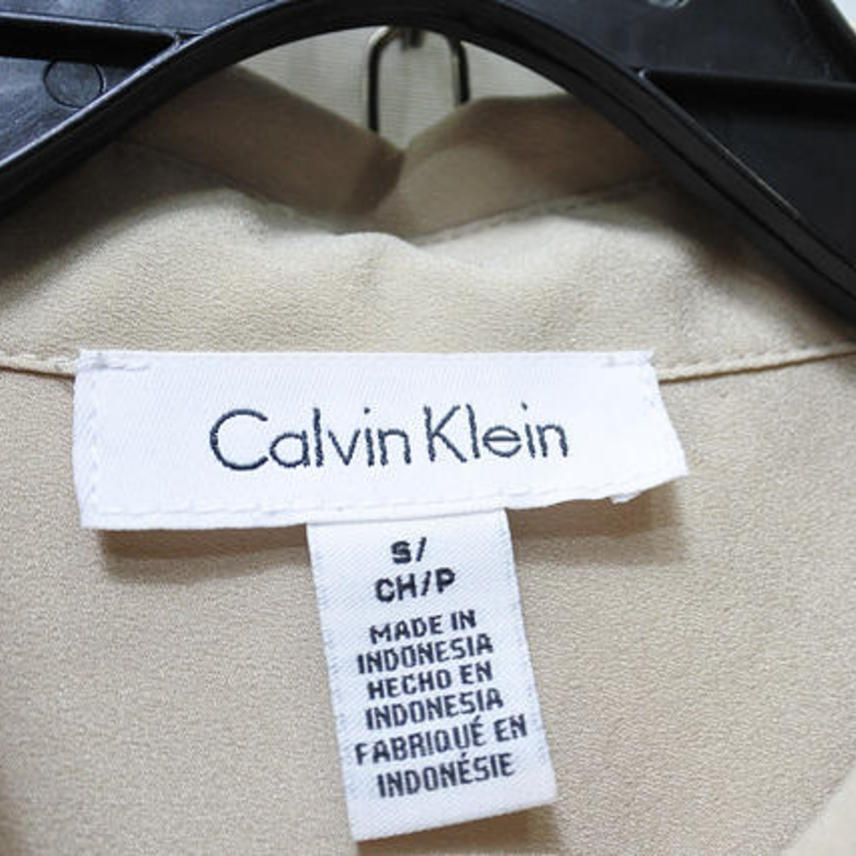 Calvin Klein
S/
CH/P
MADE IN
INDONESIA
HECHO EN
INDONESIA
FABRIQUÉ EN
INDONÉSIE